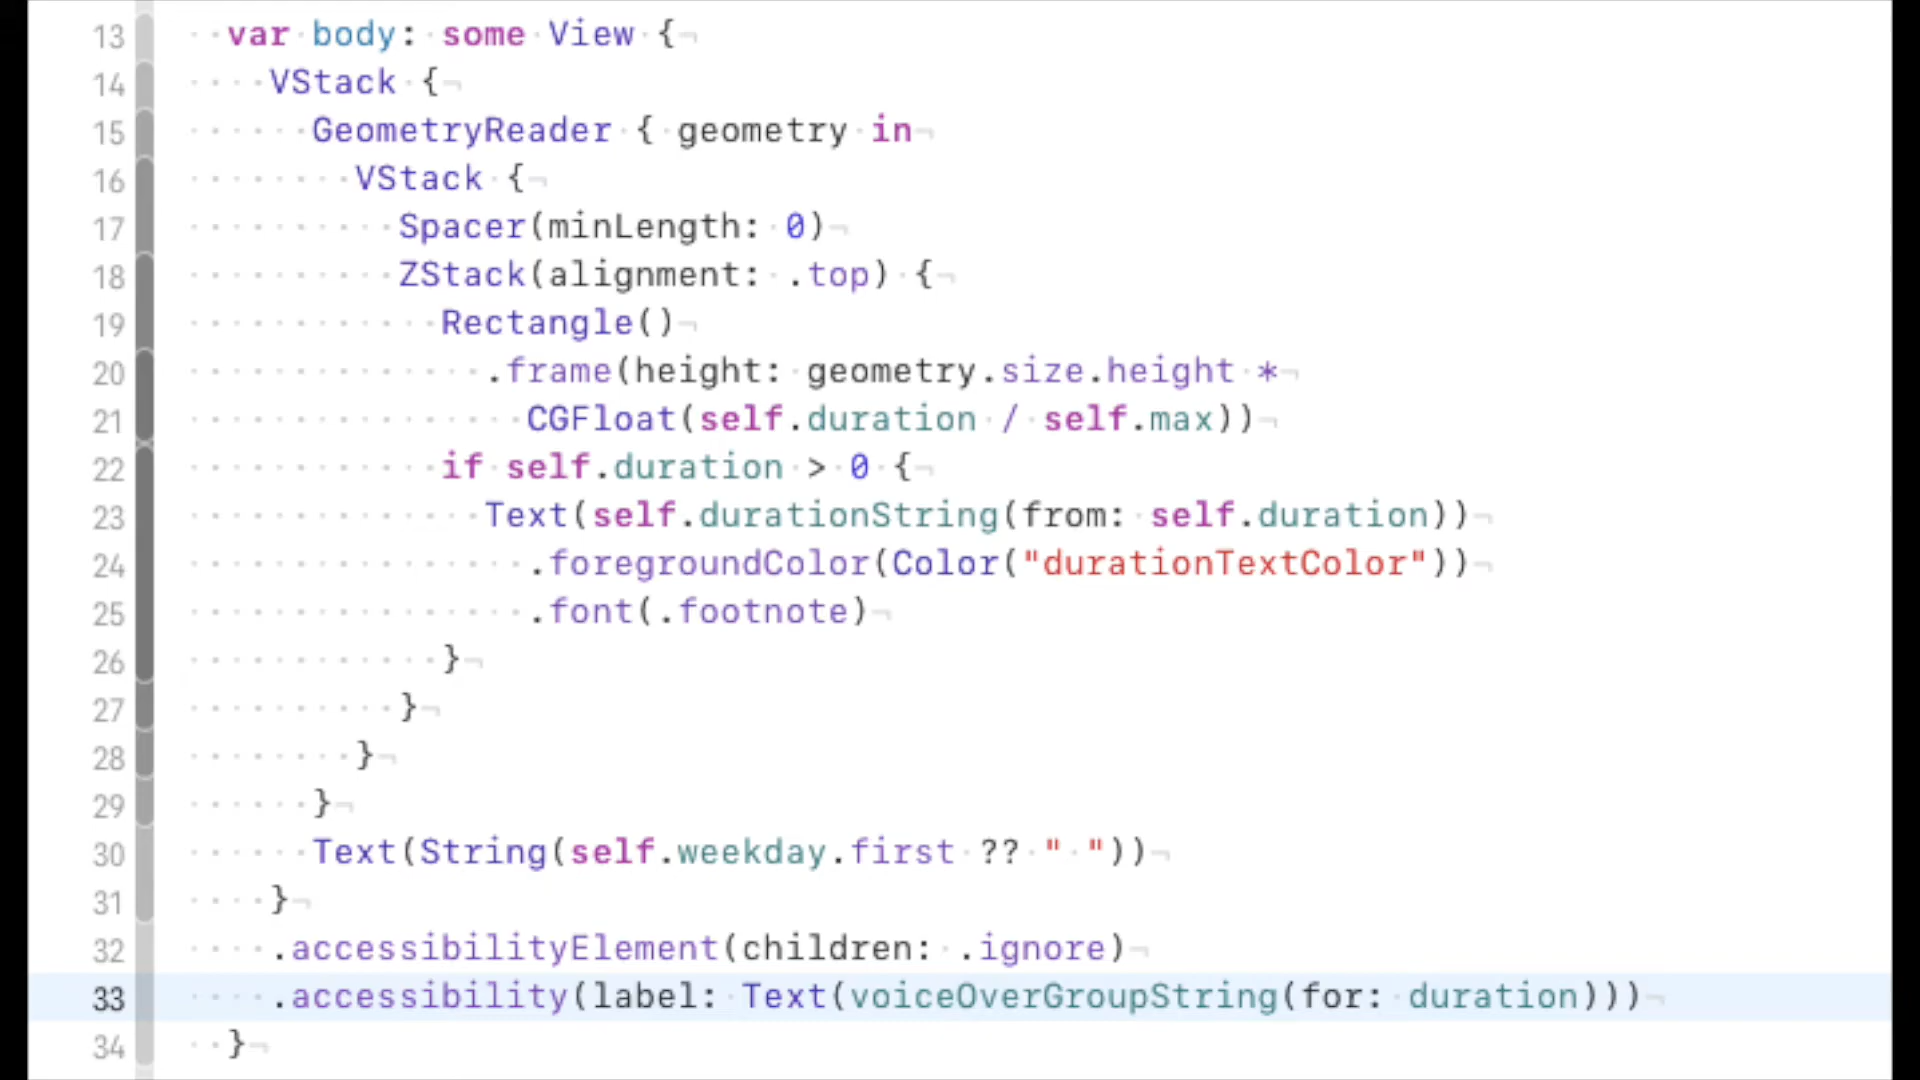 13 var body: some View {
14 VStack {
15 GeometryReader { geometry in
16 VStack {
17 Spacer(minLength: 0)
18 ZStack(alignment: .top) {
19 Rectangle()
20 .frame(height: geometry.size.height *
21 CGFloat(self.duration / self.max))
22 if self.duration > 0 {
23 Text(self.durationString(from: self.duration))
24 .foregroundColor(Color("durationTextColor"))
25 .font(.footnote)
26 }
27 }
28 }
29 }
30 Text(String(self.weekday.first ?? " "))
31 }
32 .accessibilityElement(children: .ignore)
33 .accessibility(label: Text(voiceOverGroupString(for: duration)))
34 }